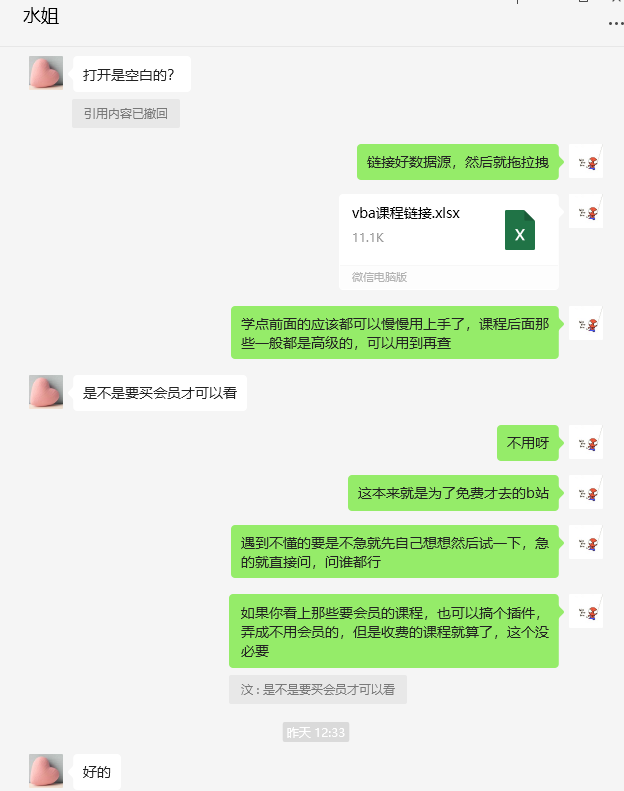 水姐
打开是空白的？
引用内容已撤回
链接好数据源，然后就拖拉拽
vba课程链接.xlsx
11.1K
X
微信电脑版
学点前面的应该都可以慢慢用上手了，课程后面那
些一般都是高级的，可以用到再查
是不是要买会员才可以看
不用呀
这本来就是为了免费才去的b站
遇到不懂的要是不急就先自己想想然后试一下，急
的就直接问，问谁都行
如果你看上那些要会员的课程，也可以搞个插件，
弄成不用会员的，但是收费的课程就算了，这个没
必要
汶 : 是不是要买会员才可以看
昨天 12:33
好的